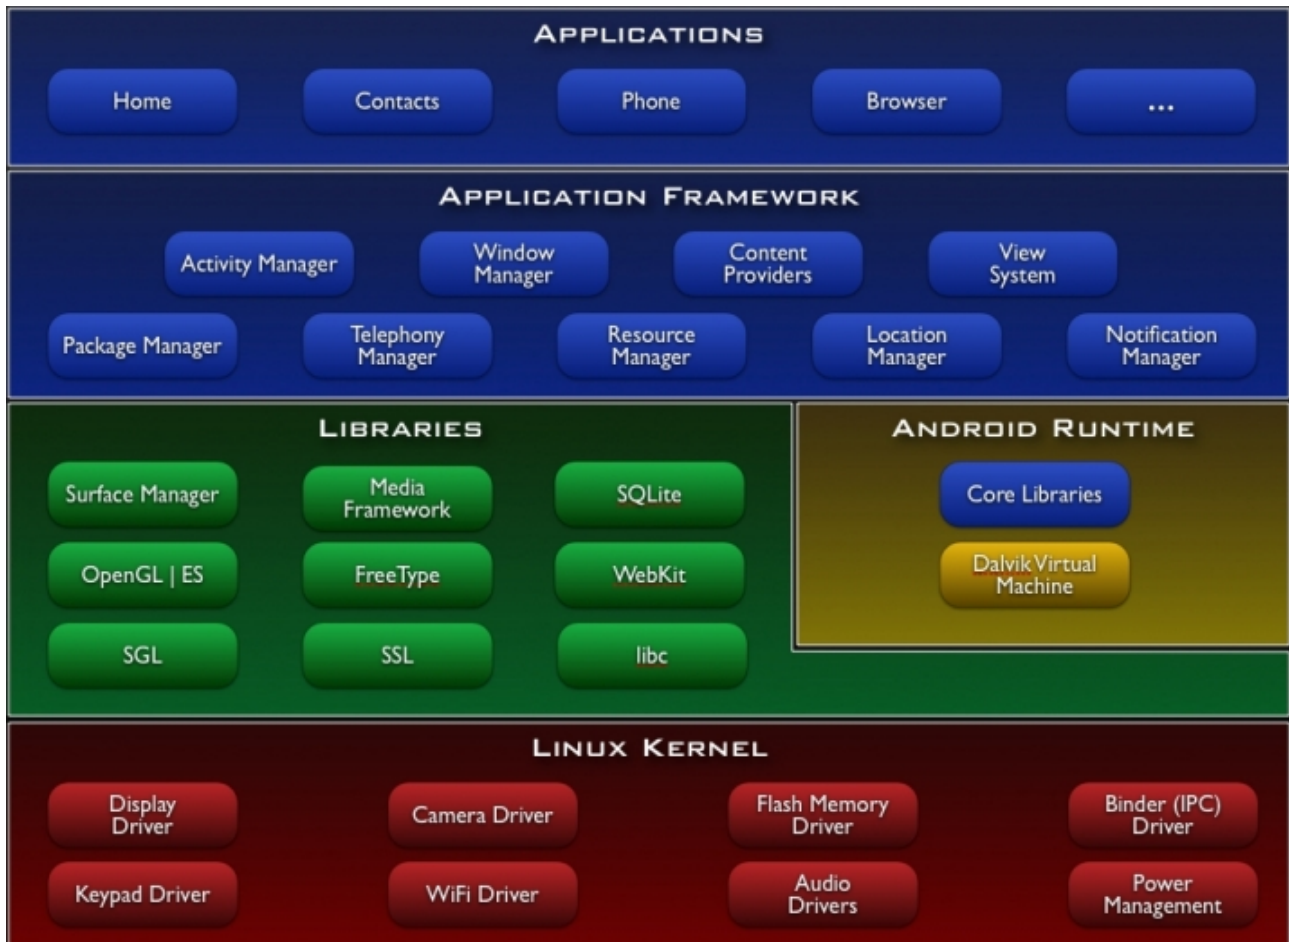 APPLICATIONS
Home
Contacts
Phone
Browser
...
APPLICATION FRAMEWORK
Activity Manager
Window
Manager
Content
Providers
View
System
Package Manager
Telephony
Manager
Resource
Manager
Location
Manager
Notification
Manager
LIBRARIES
Surface Manager
Media
Framework
SQLite
OpenGL | ES
FreeType
WebKit
SGL
SSL
libc
ANDROID RUNTIME
Core Libraries
Dalvik Virtual
Machine
LINUX KERNEL
Display
Driver
Camera Driver
Flash Memory
Driver
Binder (IPC)
Driver
Keypad Driver
WiFi Driver
Audio
Drivers
Power
Management